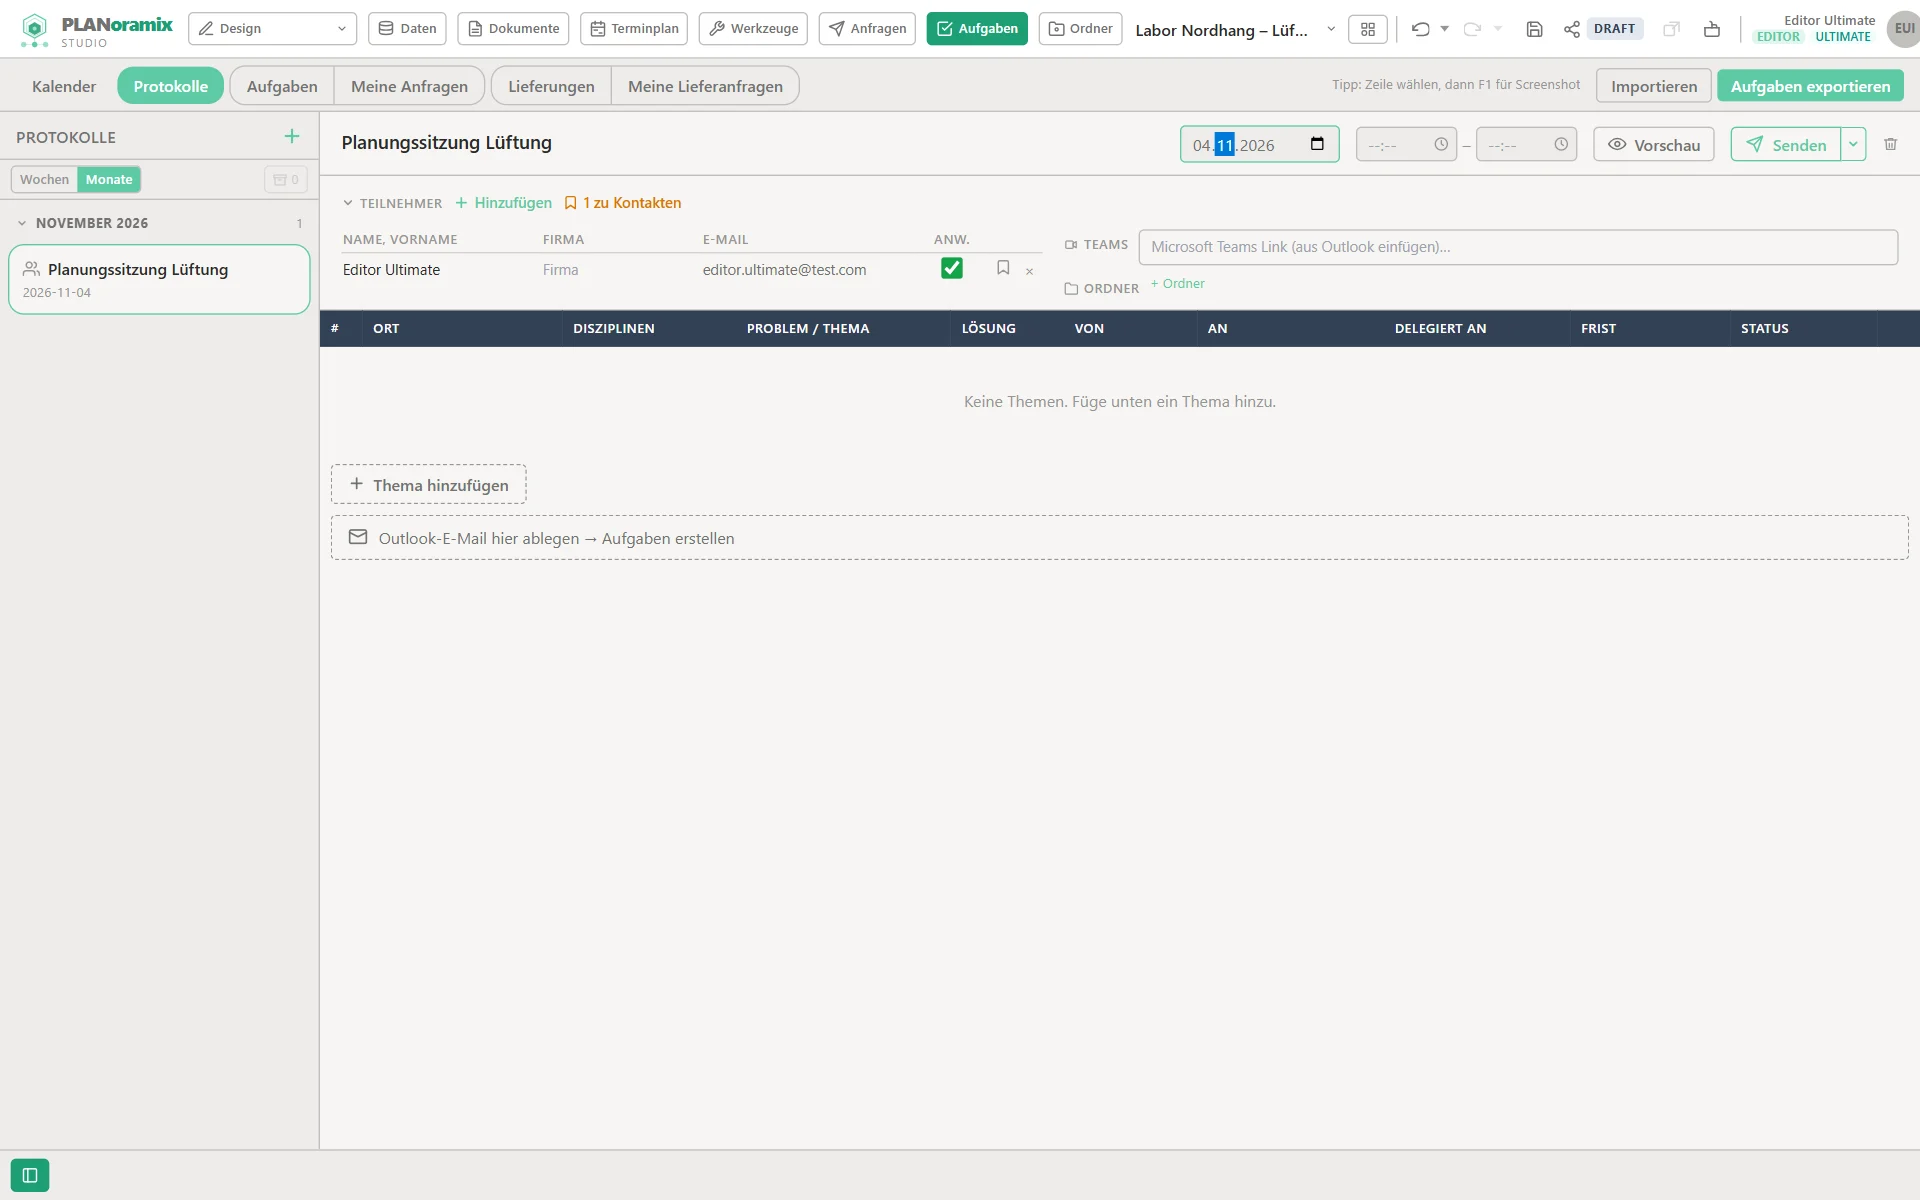 PLANoramix
STUDIO
Design
Daten
Dokumente
Terminplan
Werkzeuge
Anfragen
Aufgaben
Ordner
Labor Nordhang – Lüf...
DRAFT
Editor Ultimate
EDITOR ULTIMATE
EUI
Kalender
Protokolle
Aufgaben
Meine Anfragen
Lieferungen
Meine Lieferanfragen
Tipp: Zeile wählen, dann F1 für Screenshot
Importieren
Aufgaben exportieren
PROTOKOLLE
Wochen
Monate
0
NOVEMBER 2026
1
Planungssitzung Lüftung
2026-11-04
Planungssitzung Lüftung
04.11.2026
--:--
–
--:--
Vorschau
Senden
TEILNEHMER
+ Hinzufügen
1 zu Kontakten
NAME, VORNAME
FIRMA
E-MAIL
ANW.
Editor Ultimate
Firma
editor.ultimate@test.com
×
TEAMS
Microsoft Teams Link (aus Outlook einfügen)...
ORDNER
+ Ordner
#
ORT
DISZIPLINEN
PROBLEM / THEMA
LÖSUNG
VON
AN
DELEGIERT AN
FRIST
STATUS
Keine Themen. Füge unten ein Thema hinzu.
+ Thema hinzufügen
Outlook-E-Mail hier ablegen → Aufgaben erstellen